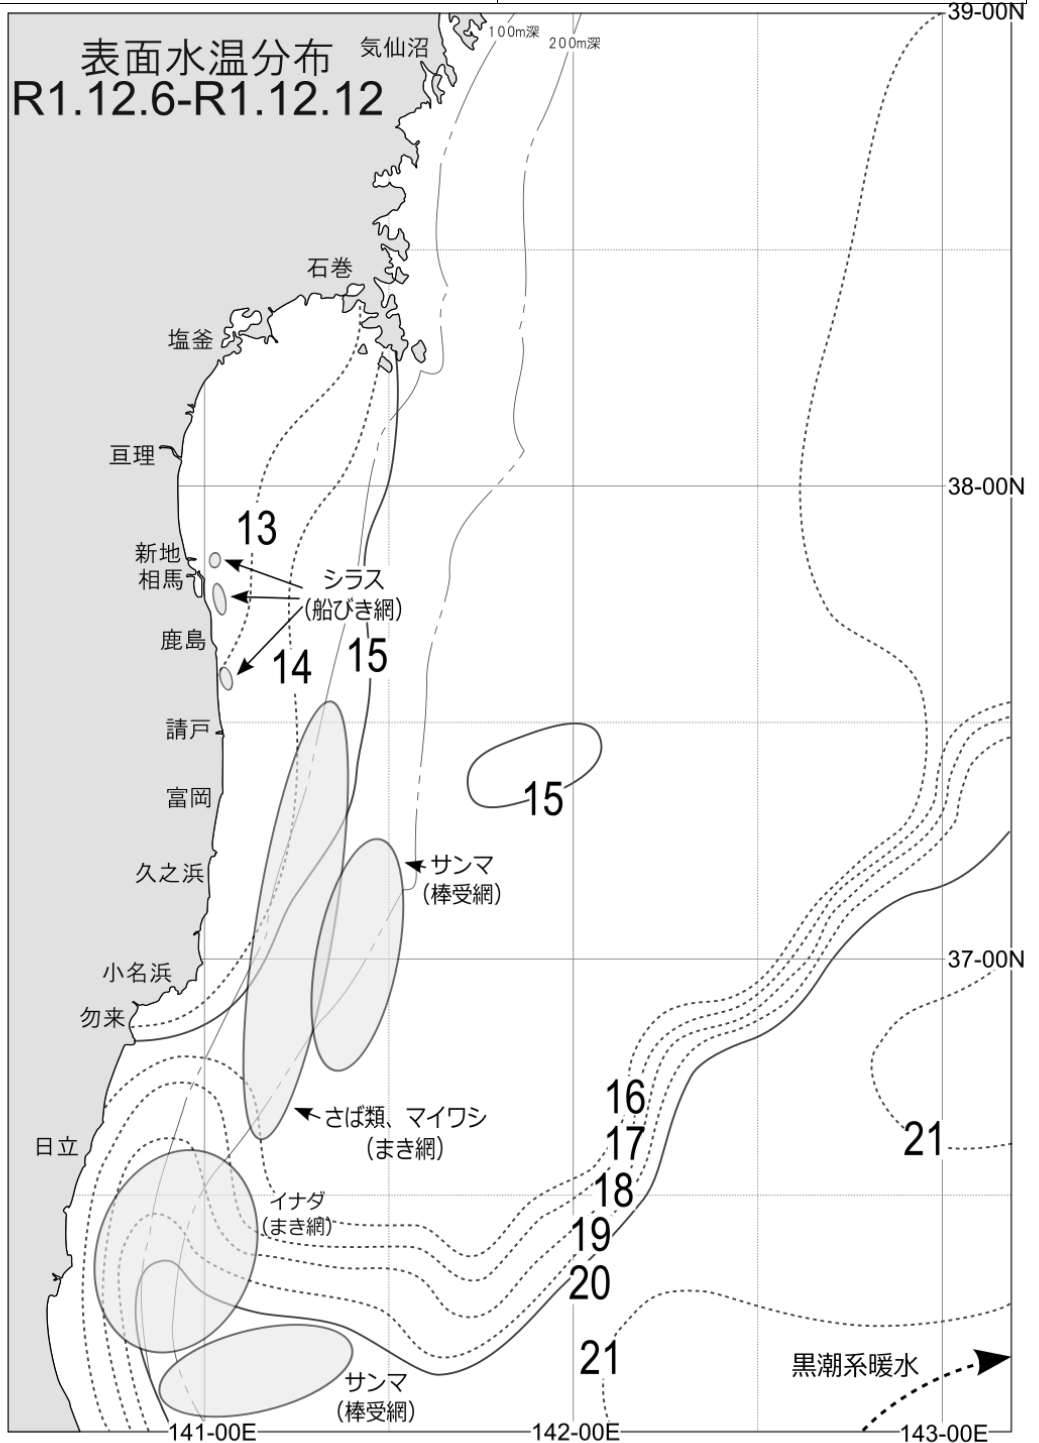 39-00N
100m深
200m深
気仙沼
表面水温分布
R1.12.6-R1.12.12
石巻
塩釜
亘理
38-00N
13
新地
相馬
シラス
(船びき網)
鹿島
14
15
請戸
富岡
15
久之浜
サンマ
(棒受網)
37-00N
小名浜
勿来
16
さば類、マイワシ
(まき網)
17
21
日立
18
イナダ
(まき網)
19
20
21
黒潮系暖水
サンマ
(棒受網)
141-00E
142-00E
143-00E